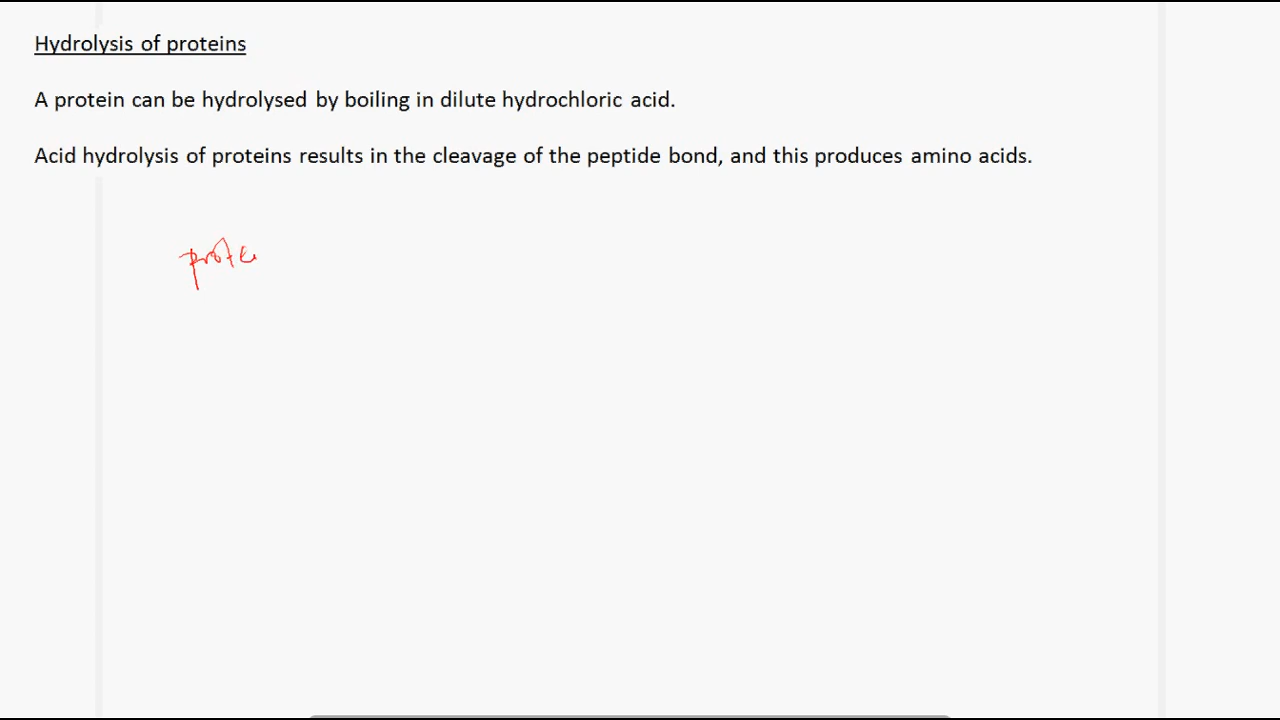 Hydrolysis of proteins
A protein can be hydrolysed by boiling in dilute hydrochloric acid.
Acid hydrolysis of proteins results in the cleavage of the peptide bond, and this produces amino acids.
prote